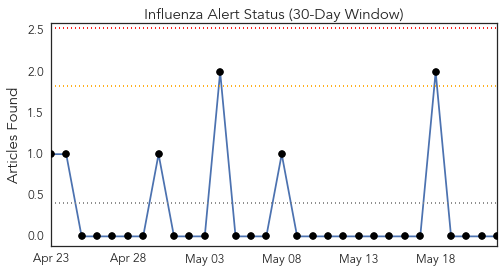 Influenza Alert Status (30-Day Window)
Articles Found
2.5
2.0
1.5
1.0
0.5
0.0
Apr 23
Apr 28
May 03
May 08
May 13
May 18